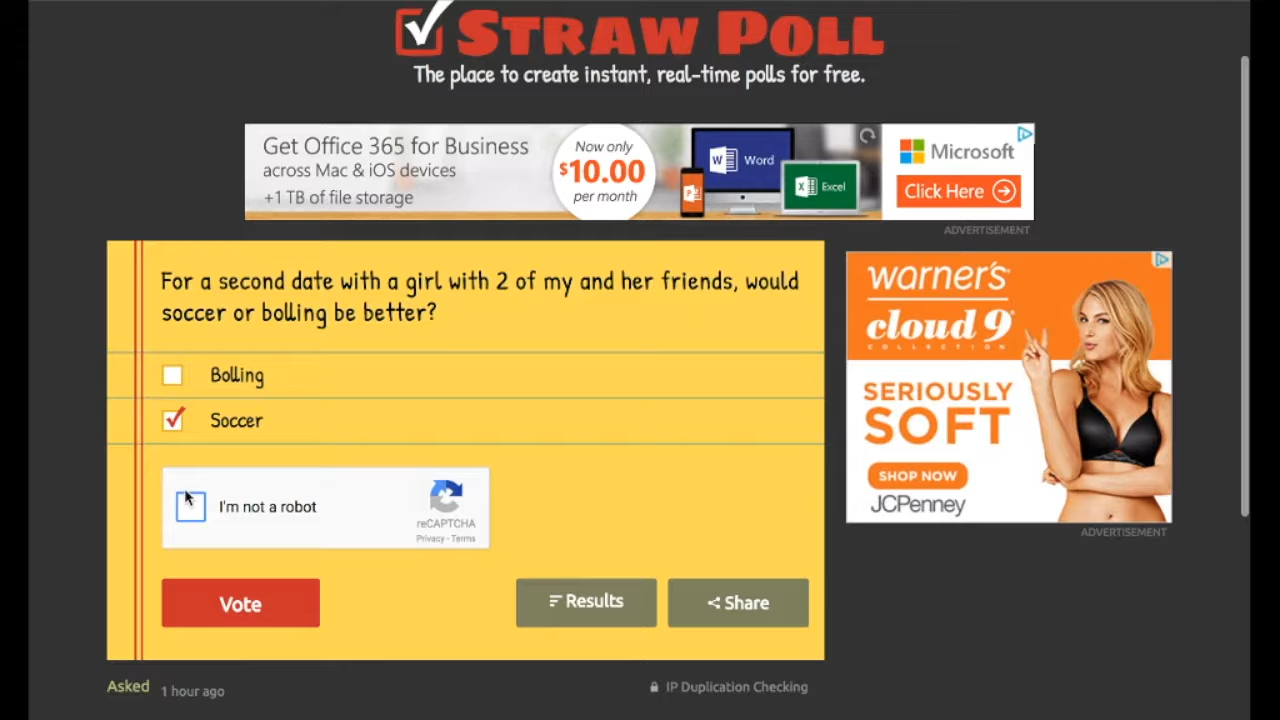 STRAW POLL
The place to create instant, real-time polls for free.
Get Office 365 for Business
across Mac & iOS devices
+1 TB of file storage
Now only
$10.00
per month
W Word
P
X Excel
Microsoft
Click Here
ADVERTISEMENT
For a second date with a girl with 2 of my and her friends, would
soccer or bolling be better?
Bolling
Soccer
I'm not a robot
reCAPTCHA
Privacy - Terms
Vote
Results
Share
warner's
cloud 9
COLLECTION
SERIOUSLY
SOFT
SHOP NOW
JCPenney
ADVERTISEMENT
Asked 1 hour ago
IP Duplication Checking